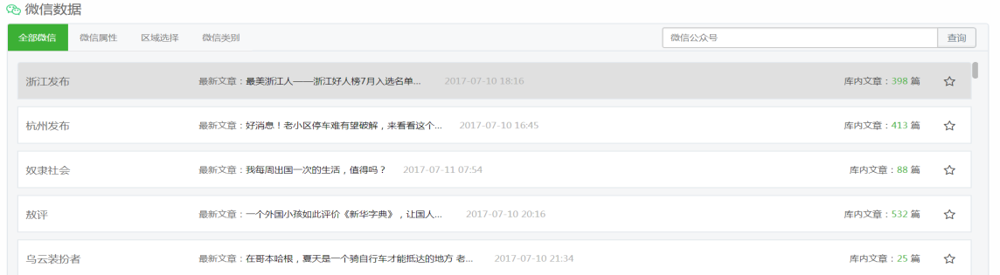 微信数据
全部微信 微信属性 区域选择 微信类别 微信公众号 查询
浙江发布 最新文章：最美浙江人——浙江好人榜7月入选名单... 2017-07-10 18:16 库内文章：398 篇
杭州发布 最新文章：好消息！老小区停车难有望破解，来看看这个... 2017-07-10 16:45 库内文章：413 篇
奴隶社会 最新文章：我每周出国一次的生活，值得吗？ 2017-07-11 07:54 库内文章：88 篇
敖评 最新文章：一个外国小孩如此评价《新华字典》，让国人... 2017-07-10 20:16 库内文章：532 篇
乌云装扮者 最新文章：在哥本哈根，夏天是一个骑自行车才能抵达的地方 老... 2017-07-10 21:34 库内文章：25 篇